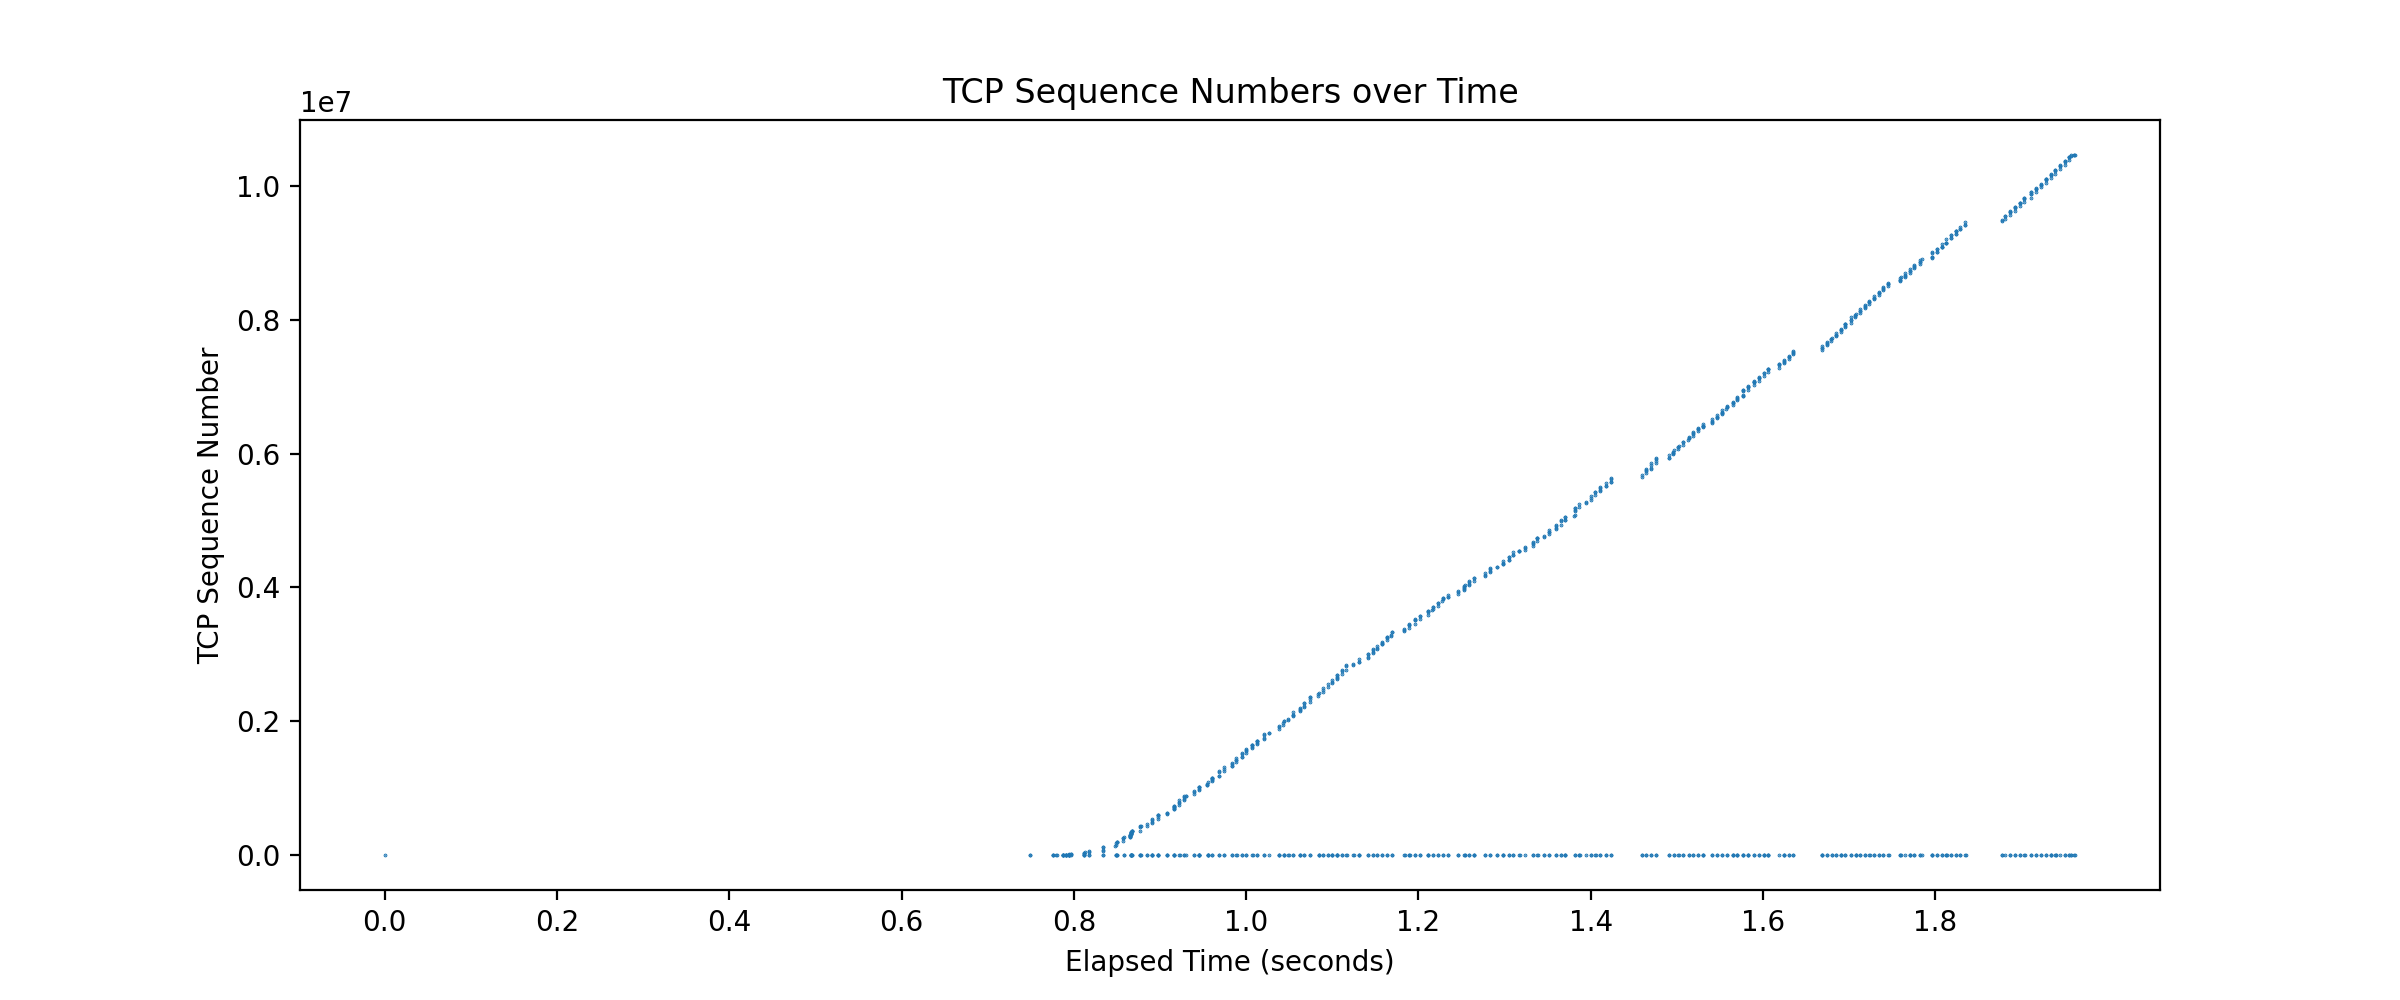 TCP Sequence Numbers over Time
1e7
1.0
0.8
0.6
0.4
0.2
0.0
TCP Sequence Number
0.0 0.2 0.4 0.6 0.8 1.0 1.2 1.4 1.6 1.8
Elapsed Time (seconds)